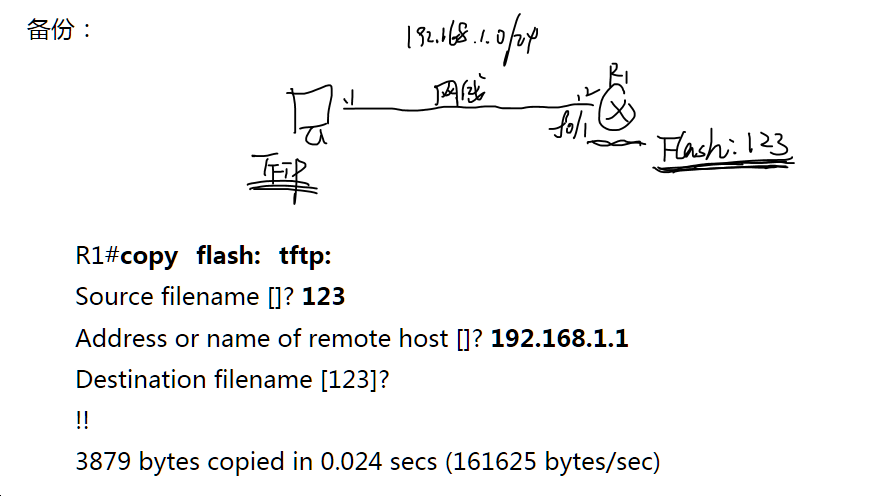 备份：
192.168.1.0/24
.1 网线 .2 R1
f0/1
Flash:123
TFTP
R1#copy flash: tftp:
Source filename []? 123
Address or name of remote host []? 192.168.1.1
Destination filename [123]?
!!
3879 bytes copied in 0.024 secs (161625 bytes/sec)